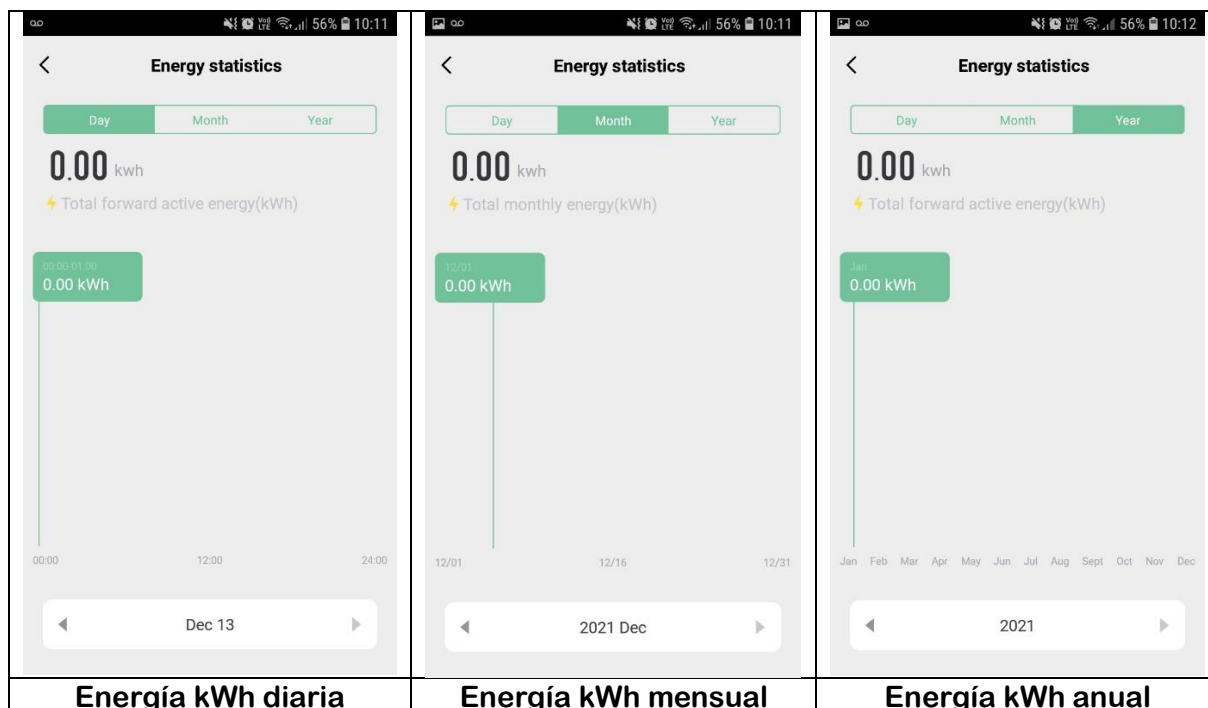 56% 10:11
Energy statistics
Day Month Year
0.00 kwh
Total forward active energy(kWh)
00:00-01:00
0.00 kWh
00:00 12:00 24:00
Dec 13
Energía kWh diaria
56% 10:11
Energy statistics
Day Month Year
0.00 kwh
Total monthly energy(kWh)
12/01
0.00 kWh
12/01 12/16 12/31
2021 Dec
Energía kWh mensual
56% 10:12
Energy statistics
Day Month Year
0.00 kwh
Total forward active energy(kWh)
Jan
0.00 kWh
Jan Feb Mar Apr May Jun Jul Aug Sept Oct Nov Dec
2021
Energía kWh anual